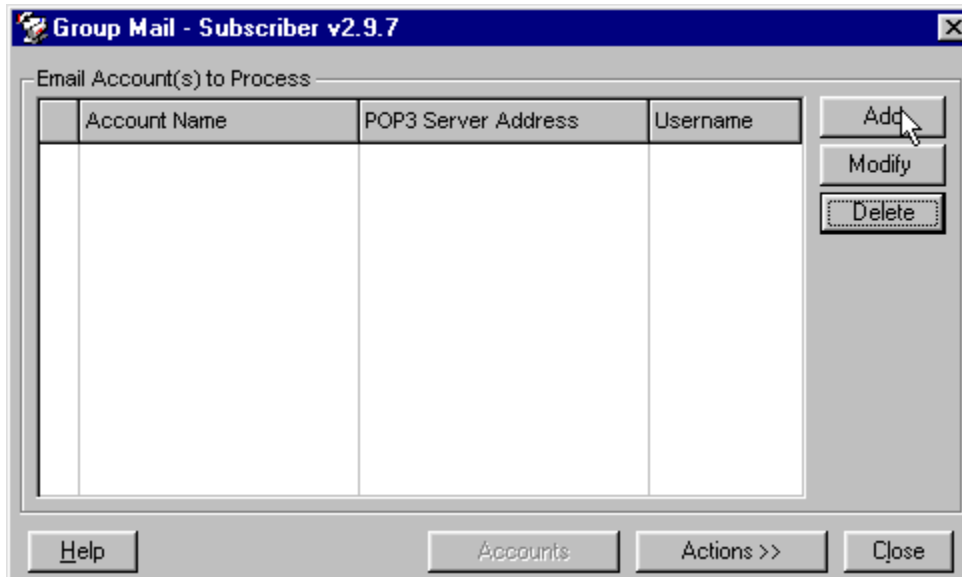 Group Mail - Subscriber v2.9.7
Email Account(s) to Process
Account Name POP3 Server Address Username
Add
Modify
Delete
Help Accounts Actions >> Close